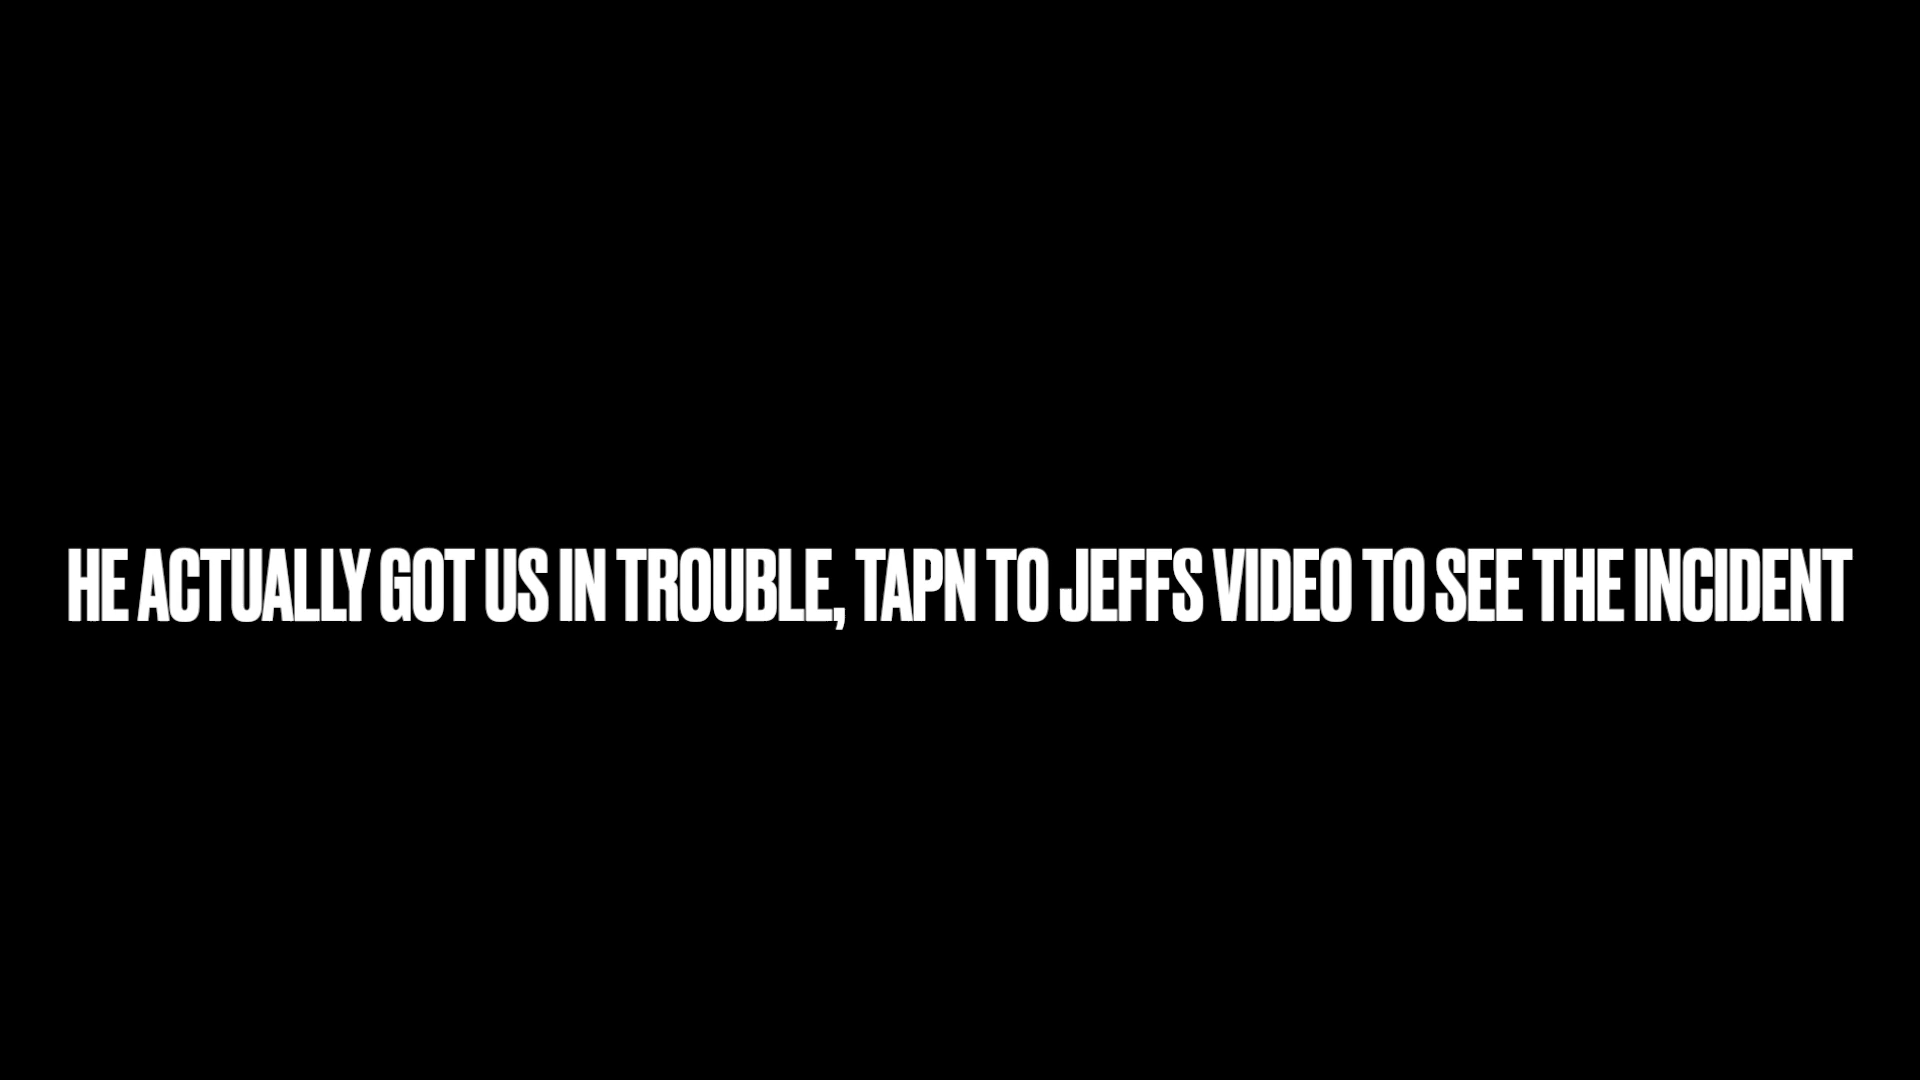 HE ACTUALLY GOT US IN TROUBLE, TAPN TO JEFFS VIDEO TO SEE THE INCIDENT